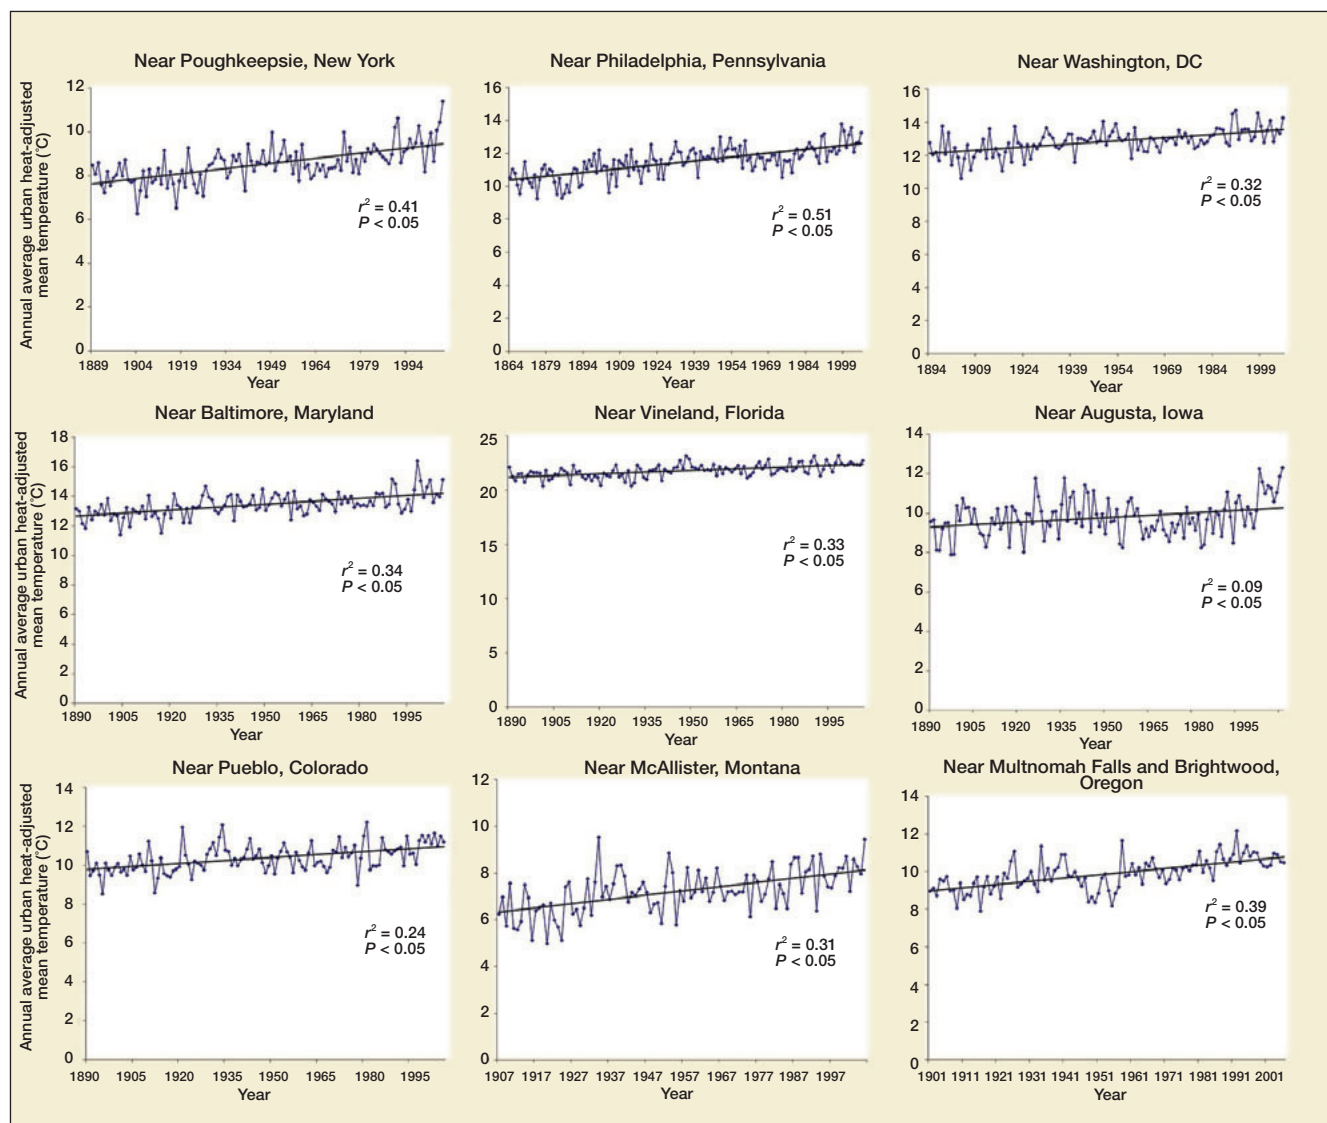 Near Poughkeepsie, New York
Annual average urban heat-adjusted
mean temperature (˚C)
12
10
8
6
4
2
0
r² = 0.41
P < 0.05
1889 1904 1919 1934 1949 1964 1979 1994
Year
Near Philadelphia, Pennsylvania
16
14
12
10
8
6
4
2
0
r² = 0.51
P < 0.05
1864 1879 1894 1909 1924 1939 1954 1969 1984 1999
Year
Near Washington, DC
16
14
12
10
8
6
4
2
0
r² = 0.32
P < 0.05
1894 1909 1924 1939 1954 1969 1984 1999
Year
Near Baltimore, Maryland
Annual average urban heat-adjusted
mean temperature (˚C)
18
16
14
12
10
8
6
4
2
0
r² = 0.34
P < 0.05
1890 1905 1920 1935 1950 1965 1980 1995
Year
Near Vineland, Florida
25
20
15
10
5
0
r² = 0.33
P < 0.05
1890 1905 1920 1935 1950 1965 1980 1995
Year
Near Augusta, Iowa
14
12
10
8
6
4
2
0
r² = 0.09
P < 0.05
1890 1905 1920 1935 1950 1965 1980 1995
Year
Near Pueblo, Colorado
Annual average urban heat-adjusted
mean temperature (˚C)
14
12
10
8
6
4
2
0
r² = 0.24
P < 0.05
1890 1905 1920 1935 1950 1965 1980 1995
Year
Near McAllister, Montana
12
10
8
6
4
2
0
r² = 0.31
P < 0.05
1907 1917 1927 1937 1947 1957 1967 1977 1987 1997
Year
Near Multnomah Falls and Brightwood,
Oregon
14
12
10
8
6
4
2
0
r² = 0.39
P < 0.05
1901 1911 1921 1931 1941 1951 1961 1971 1981 1991 2001
Year